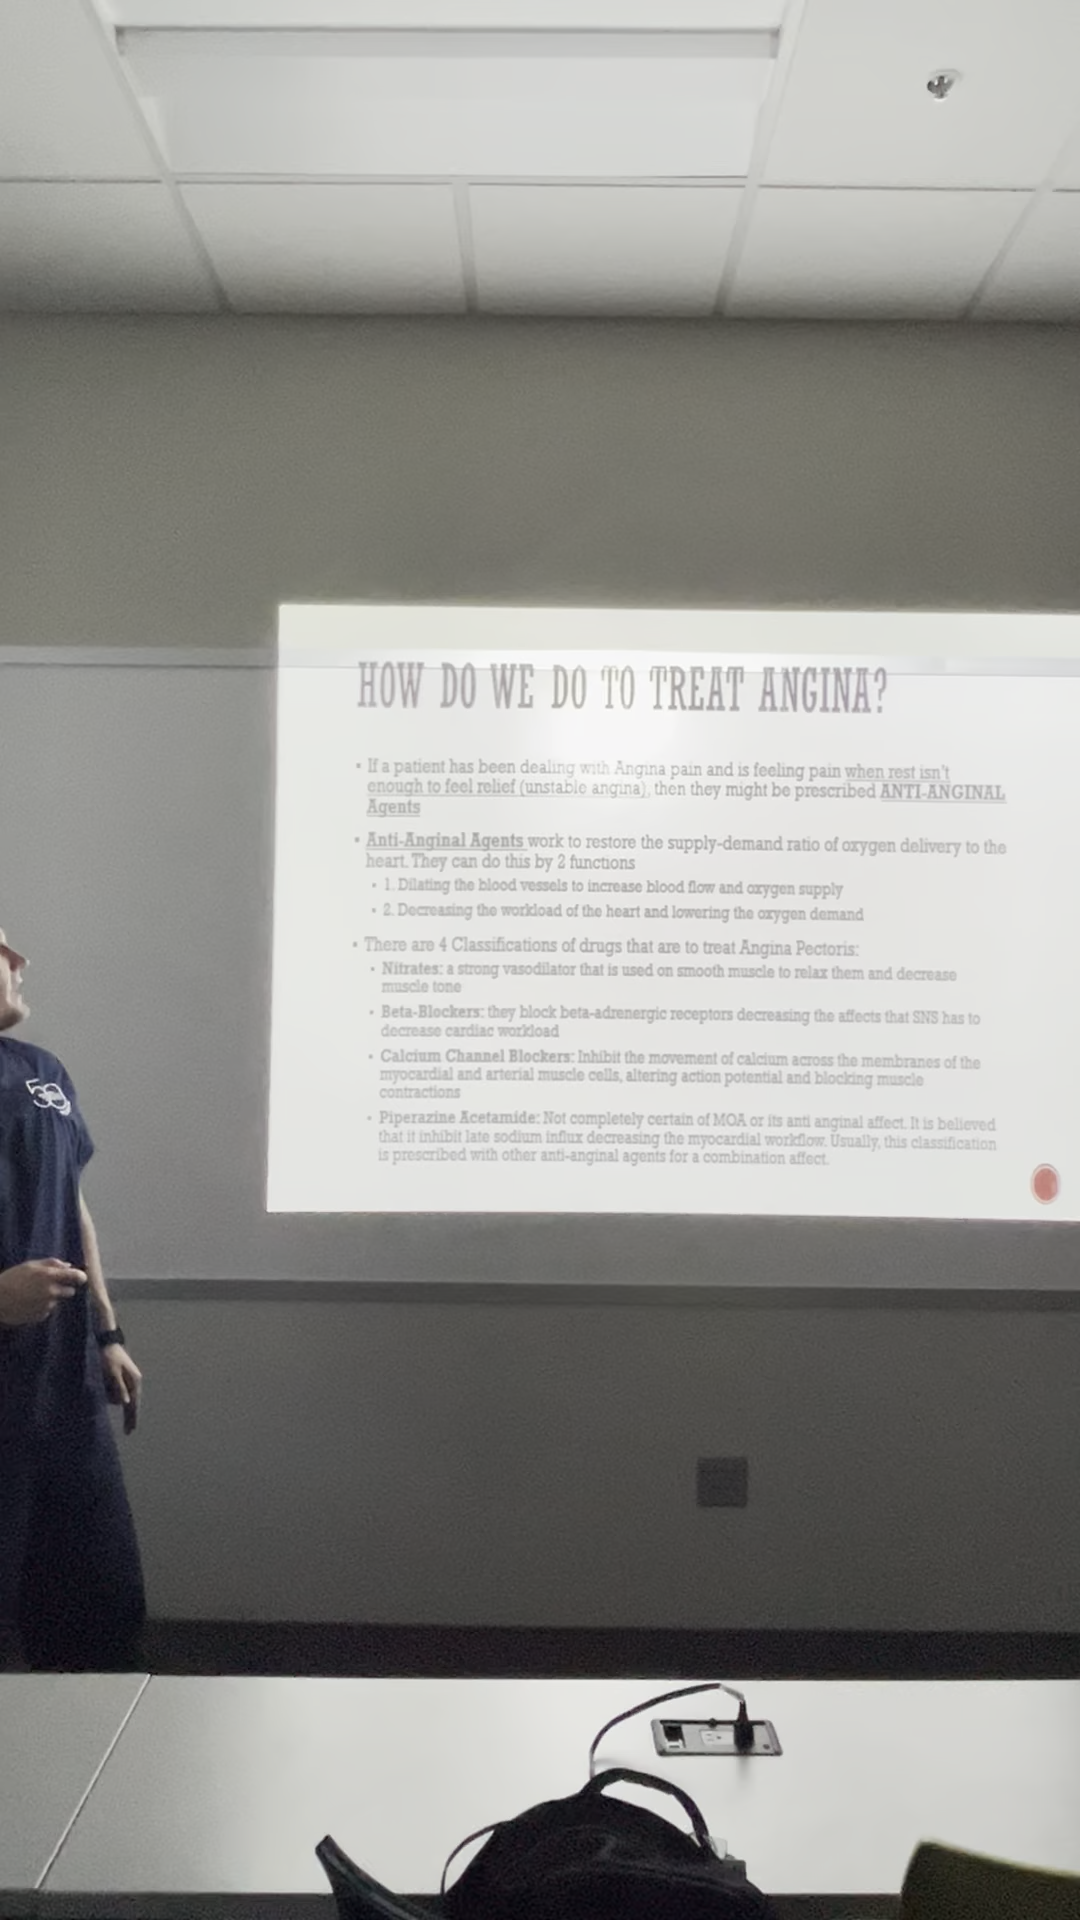 HOW DO WE DO TO TREAT ANGINA?
▪ If a patient has been dealing with Angina pain and is feeling pain when rest isn't
enough to feel relief (unstable angina), then they might be prescribed ANTI-ANGINAL
Agents
▪ Anti-Anginal Agents work to restore the supply-demand ratio of oxygen delivery to the
heart. They can do this by 2 functions
▪ 1. Dilating the blood vessels to increase blood flow and oxygen supply
▪ 2. Decreasing the workload of the heart and lowering the oxygen demand
▪ There are 4 Classifications of drugs that are to treat Angina Pectoris:
▪ Nitrates: a strong vasodilator that is used on smooth muscle to relax them and decrease
muscle tone
▪ Beta-Blockers: they block beta-adrenergic receptors decreasing the affects that SNS has to
decrease cardiac workload
▪ Calcium Channel Blockers: Inhibit the movement of calcium across the membranes of the
myocardial and arterial muscle cells, altering action potential and blocking muscle
contractions
▪ Piperazine Acetamide: Not completely certain of MOA or its anti anginal affect. It is believed
that it inhibit late sodium influx decreasing the myocardial workflow. Usually, this classification
is prescribed with other anti-anginal agents for a combination affect.
50